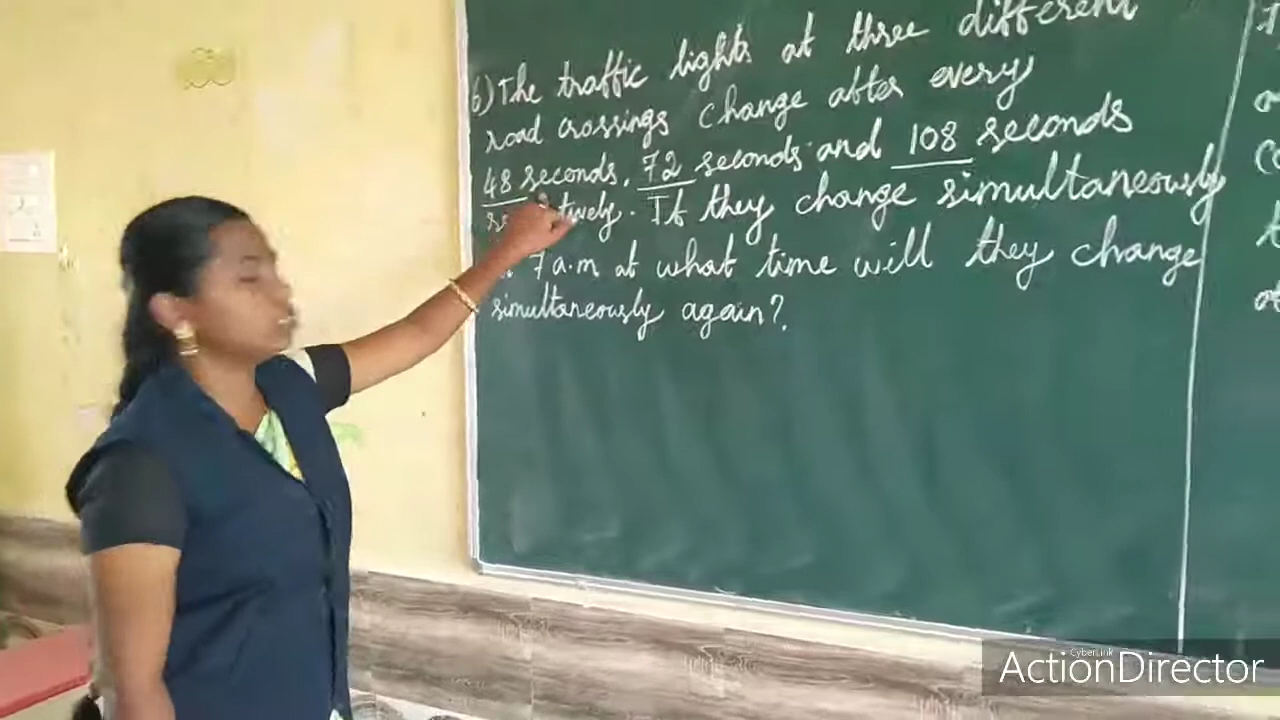 6) The traffic lights at three different
road crossings change after every
48 seconds, 72 seconds and 108 seconds
If they change simultaneously
7 a.m at what time will they change
simultaneously again?
CyberLink
ActionDirector